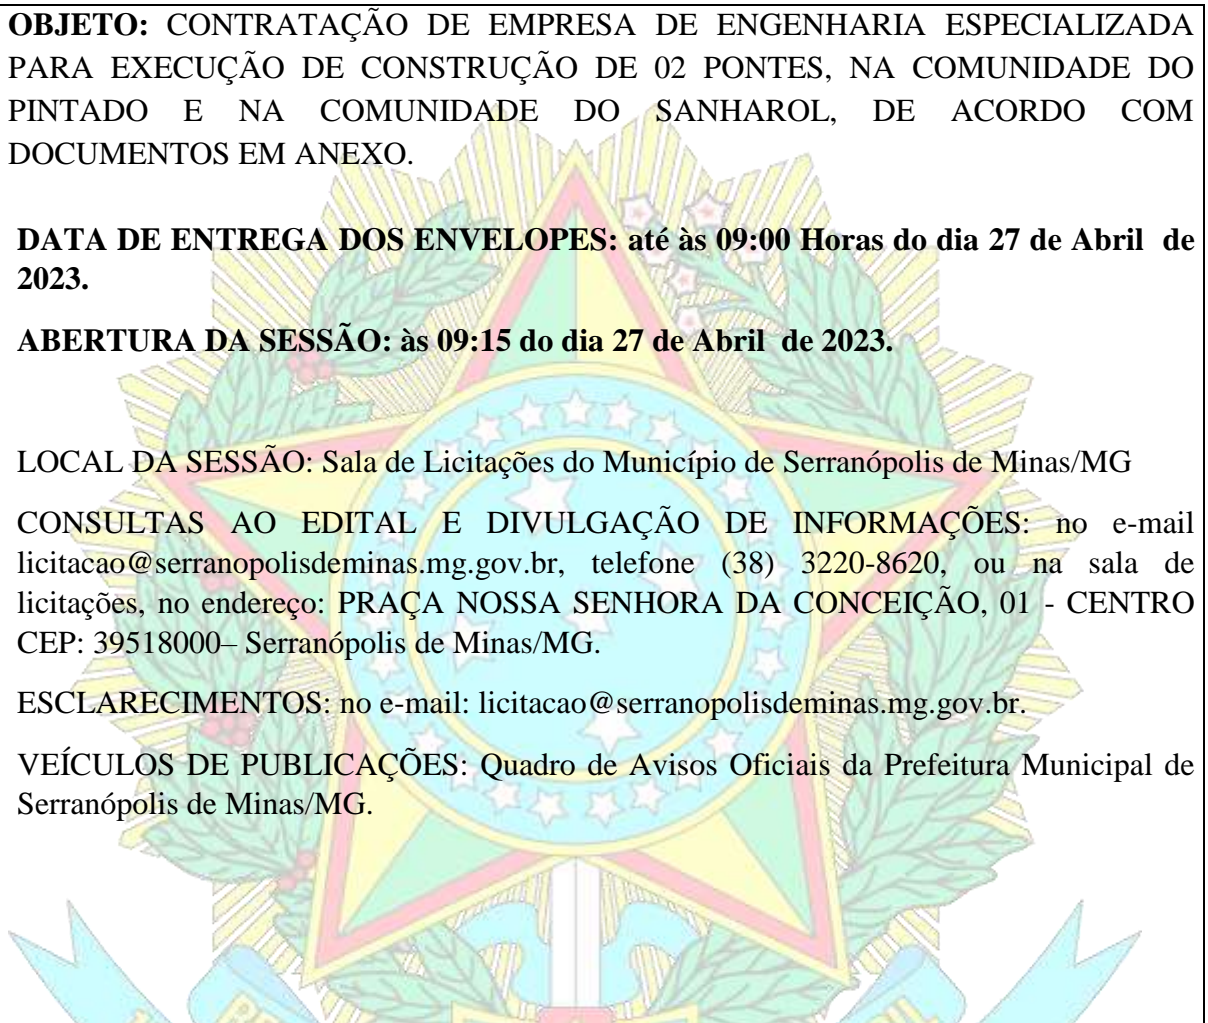 OBJETO: CONTRATAÇÃO DE EMPRESA DE ENGENHARIA ESPECIALIZADA
PARA EXECUÇÃO DE CONSTRUÇÃO DE 02 PONTES, NA COMUNIDADE DO
PINTADO E NA COMUNIDADE DO SANHAROL, DE ACORDO COM
DOCUMENTOS EM ANEXO.
DATA DE ENTREGA DOS ENVELOPES: até às 09:00 Horas do dia 27 de Abril de
2023.
ABERTURA DA SESSÃO: às 09:15 do dia 27 de Abril de 2023.
LOCAL DA SESSÃO: Sala de Licitações do Município de Serranópolis de Minas/MG
CONSULTAS AO EDITAL E DIVULGAÇÃO DE INFORMAÇÕES: no e-mail
licitacao@serranopolisdeminas.mg.gov.br, telefone (38) 3220-8620, ou na sala de
licitações, no endereço: PRAÇA NOSSA SENHORA DA CONCEIÇÃO, 01 - CENTRO
CEP: 39518000– Serranópolis de Minas/MG.
ESCLARECIMENTOS: no e-mail: licitacao@serranopolisdeminas.mg.gov.br.
VEÍCULOS DE PUBLICAÇÕES: Quadro de Avisos Oficiais da Prefeitura Municipal de
Serranópolis de Minas/MG.